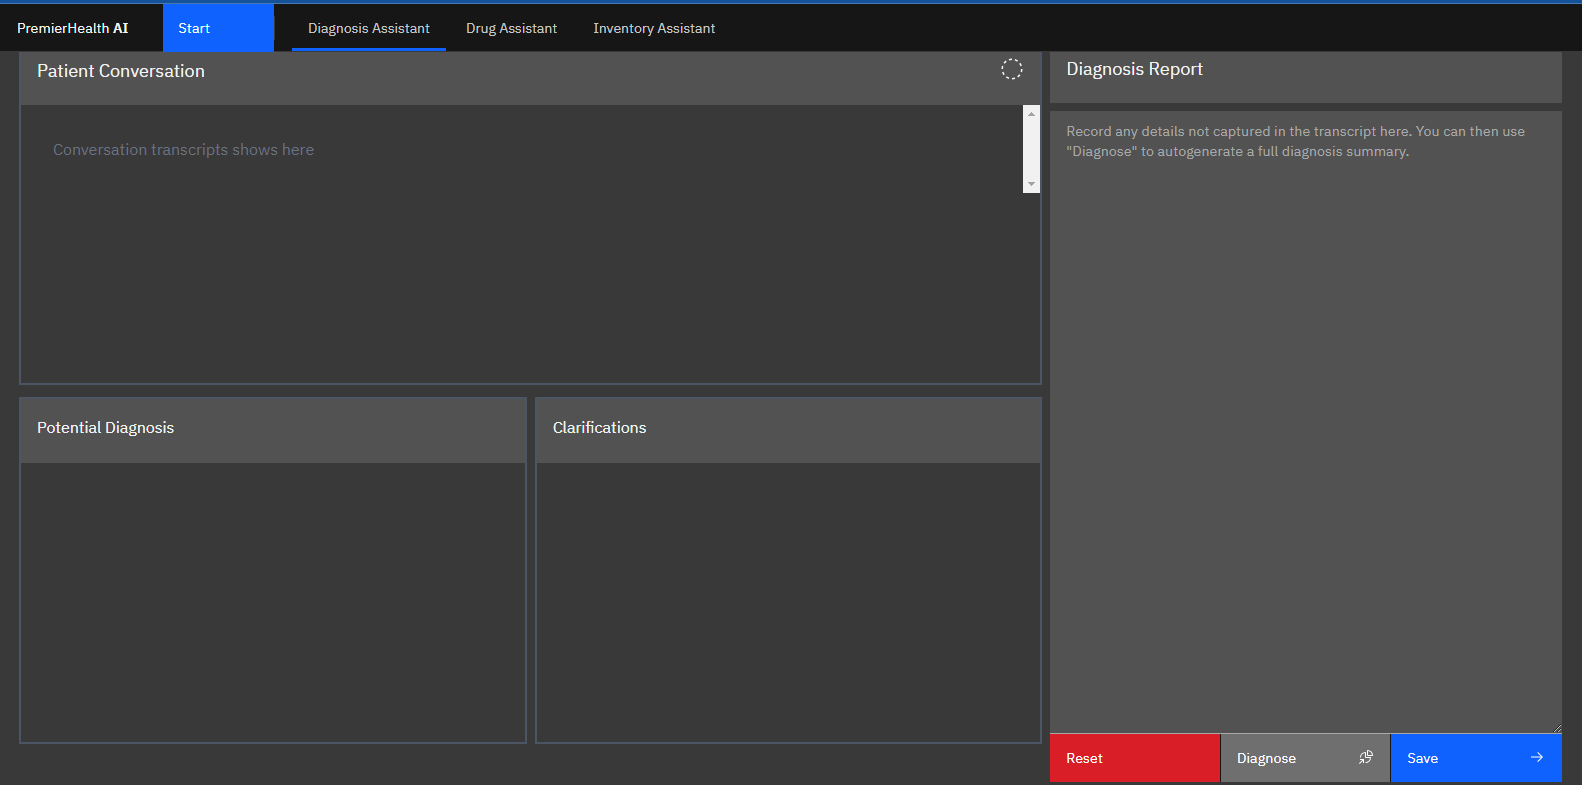 PremierHealth AI
Start
Diagnosis Assistant
Drug Assistant
Inventory Assistant
Patient Conversation
Conversation transcripts shows here
Potential Diagnosis
Clarifications
Diagnosis Report
Record any details not captured in the transcript here. You can then use
"Diagnose" to autogenerate a full diagnosis summary.
Reset
Diagnose
Save